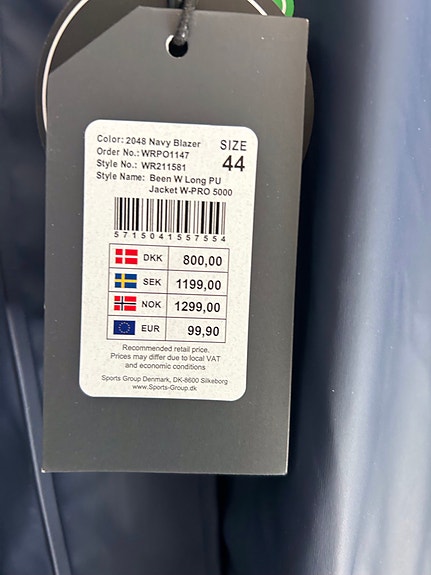 Color: 2048 Navy Blazer
Order No.: WRPO1147
Style No.: WR211581
Style Name: Been W Long PU
Jacket W-PRO 5000
SIZE
44
5715041557554
DKK 800,00
SEK 1199,00
NOK 1299,00
EUR 99,90
Recommended retail price.
Prices may differ due to local VAT
and economic conditions
Sports Group Denmark, DK-8600 Silkeborg
www.Sports-Group.dk